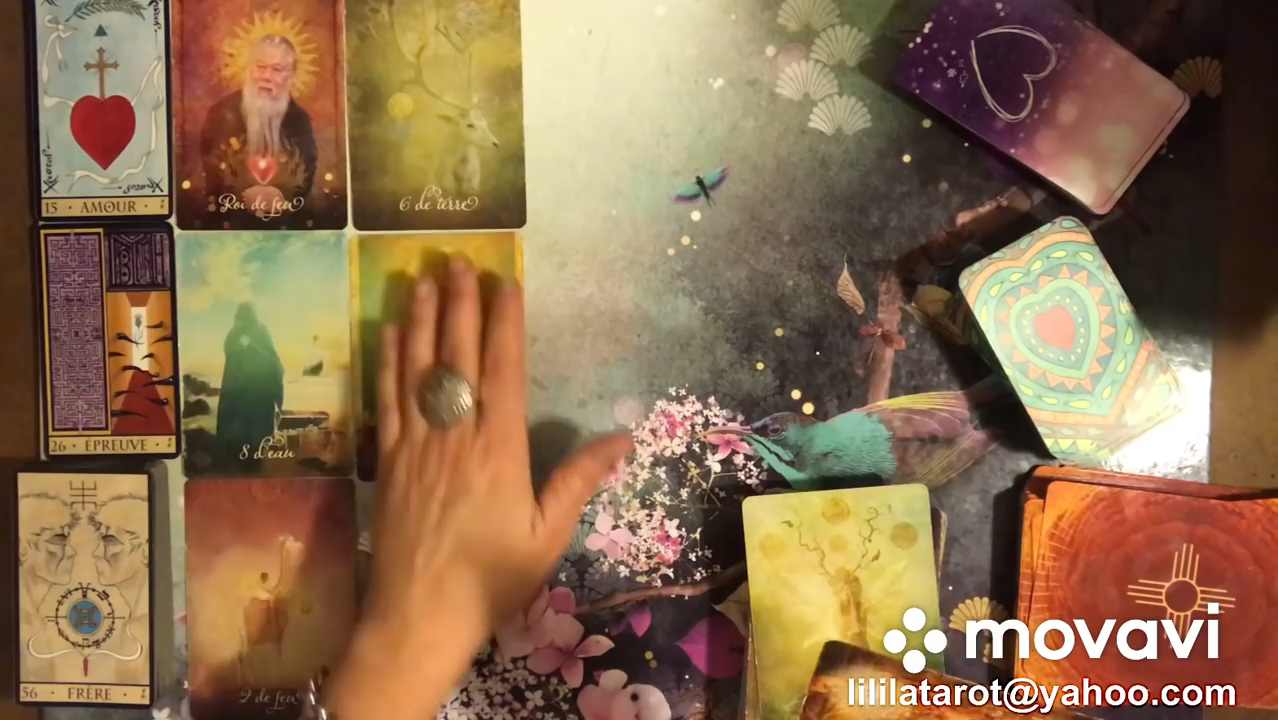 15 • AMOUR •
Roi de feu
6 de terre
26 • ÉPREUVE •
8 d'eau
56 • FRÈRE •
2 de feu
movavi
lililatarot@yahoo.com